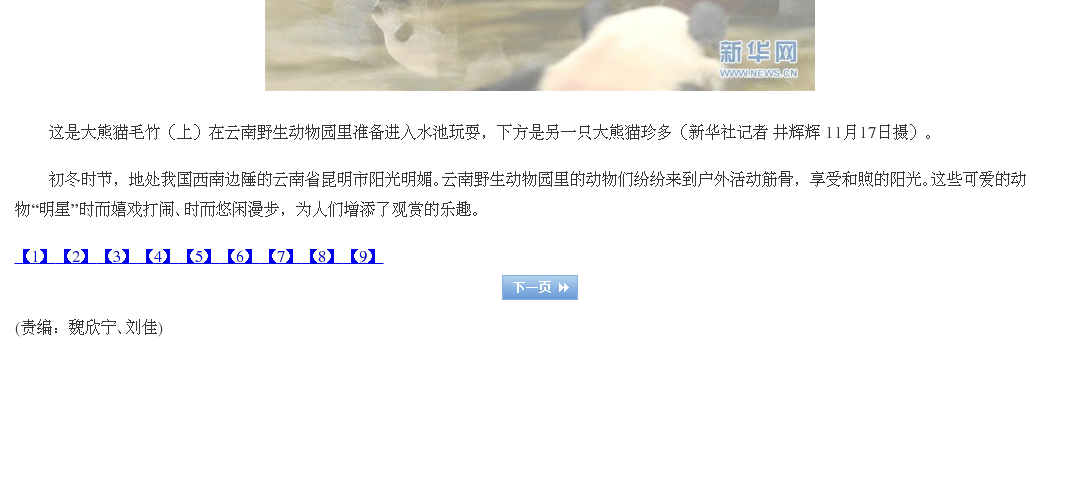 新华网
WWW.NEWS.CN
这是大熊猫毛竹（上）在云南野生动物园里准备进入水池玩耍，下方是另一只大熊猫珍多（新华社记者 井辉辉 11月17日摄）。
初冬时节，地处我国西南边陲的云南省昆明市阳光明媚。云南野生动物园里的动物们纷纷来到户外活动筋骨，享受和煦的阳光。这些可爱的动
物“明星”时而嬉戏打闹、时而悠闲漫步，为人们增添了观赏的乐趣。
【1】 【2】 【3】 【4】 【5】 【6】 【7】 【8】 【9】
下一页
(责编：魏欣宁、刘佳)